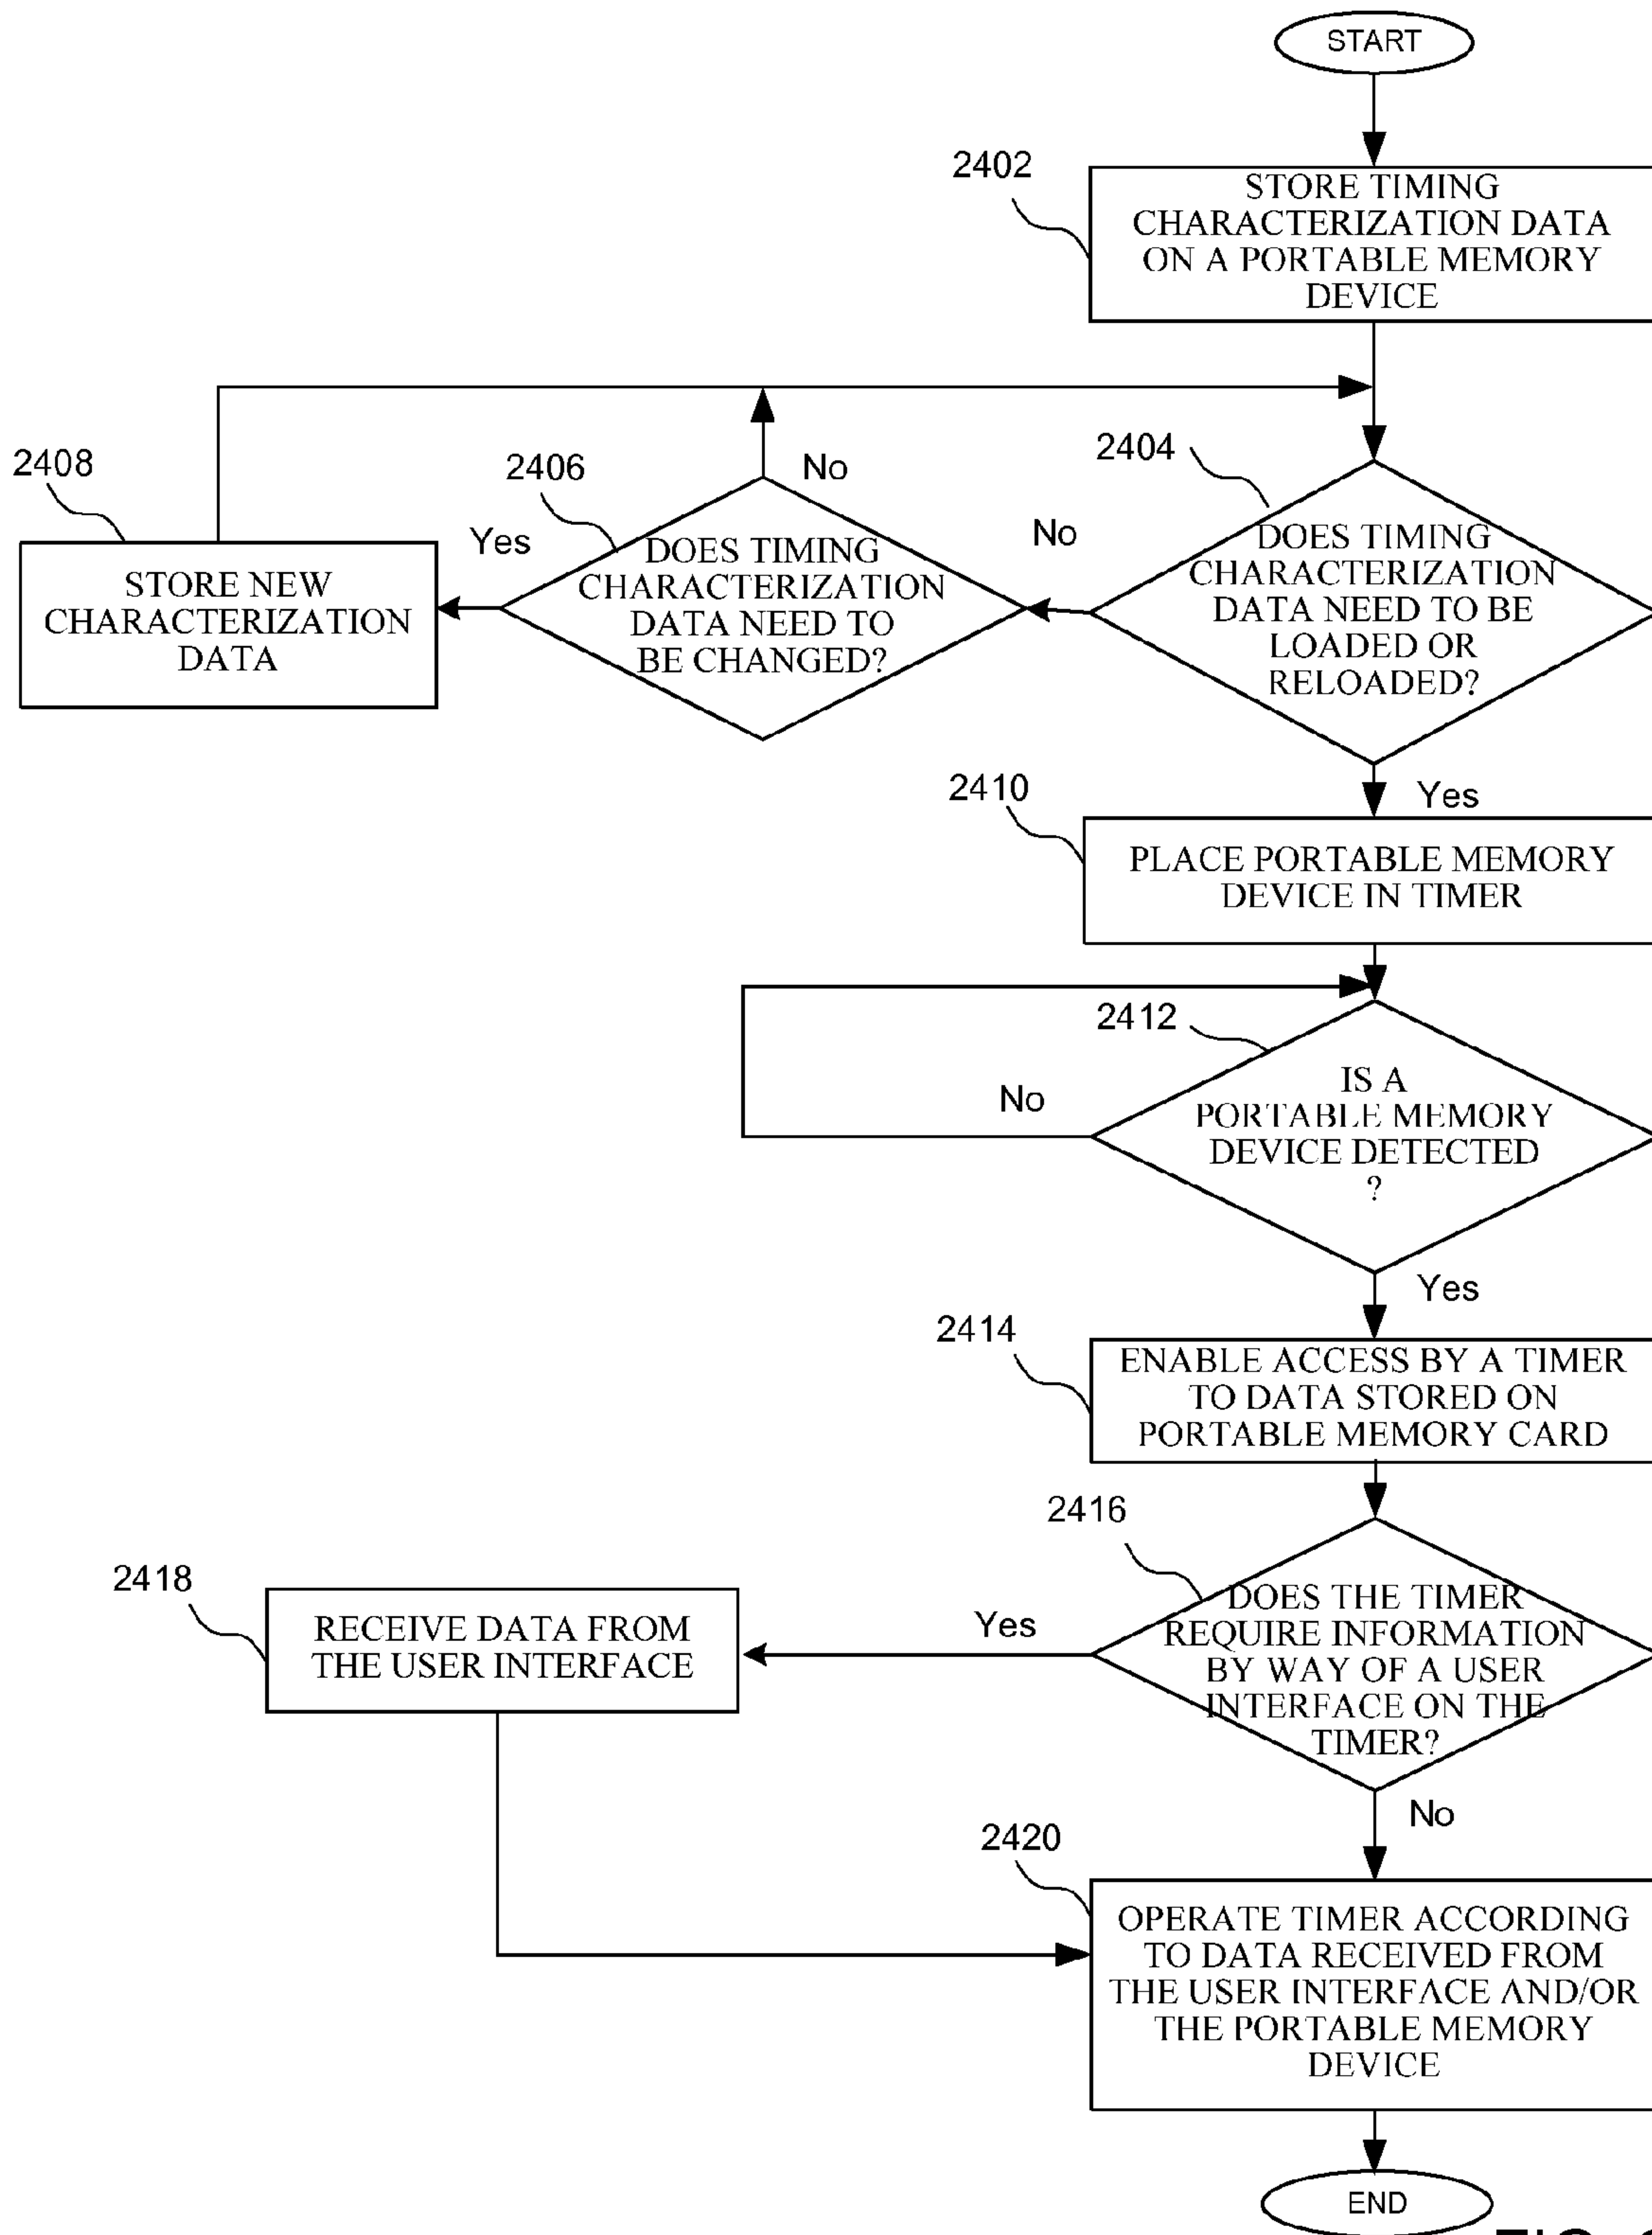 START
2402
STORE TIMING
CHARACTERIZATION DATA
ON A PORTABLE MEMORY
DEVICE
2404
DOES TIMING
CHARACTERIZATION
DATA NEED TO BE
LOADED OR
RELOADED?
No
2406
DOES TIMING
CHARACTERIZATION
DATA NEED TO
BE CHANGED?
No
Yes
2408
STORE NEW
CHARACTERIZATION
DATA
Yes
2410
PLACE PORTABLE MEMORY
DEVICE IN TIMER
2412
IS A
PORTABLE MEMORY
DEVICE DETECTED
?
No
Yes
2414
ENABLE ACCESS BY A TIMER
TO DATA STORED ON
PORTABLE MEMORY CARD
2416
DOES THE TIMER
REQUIRE INFORMATION
BY WAY OF A USER
INTERFACE ON THE
TIMER?
Yes
2418
RECEIVE DATA FROM
THE USER INTERFACE
No
2420
OPERATE TIMER ACCORDING
TO DATA RECEIVED FROM
THE USER INTERFACE AND/OR
THE PORTABLE MEMORY
DEVICE
END